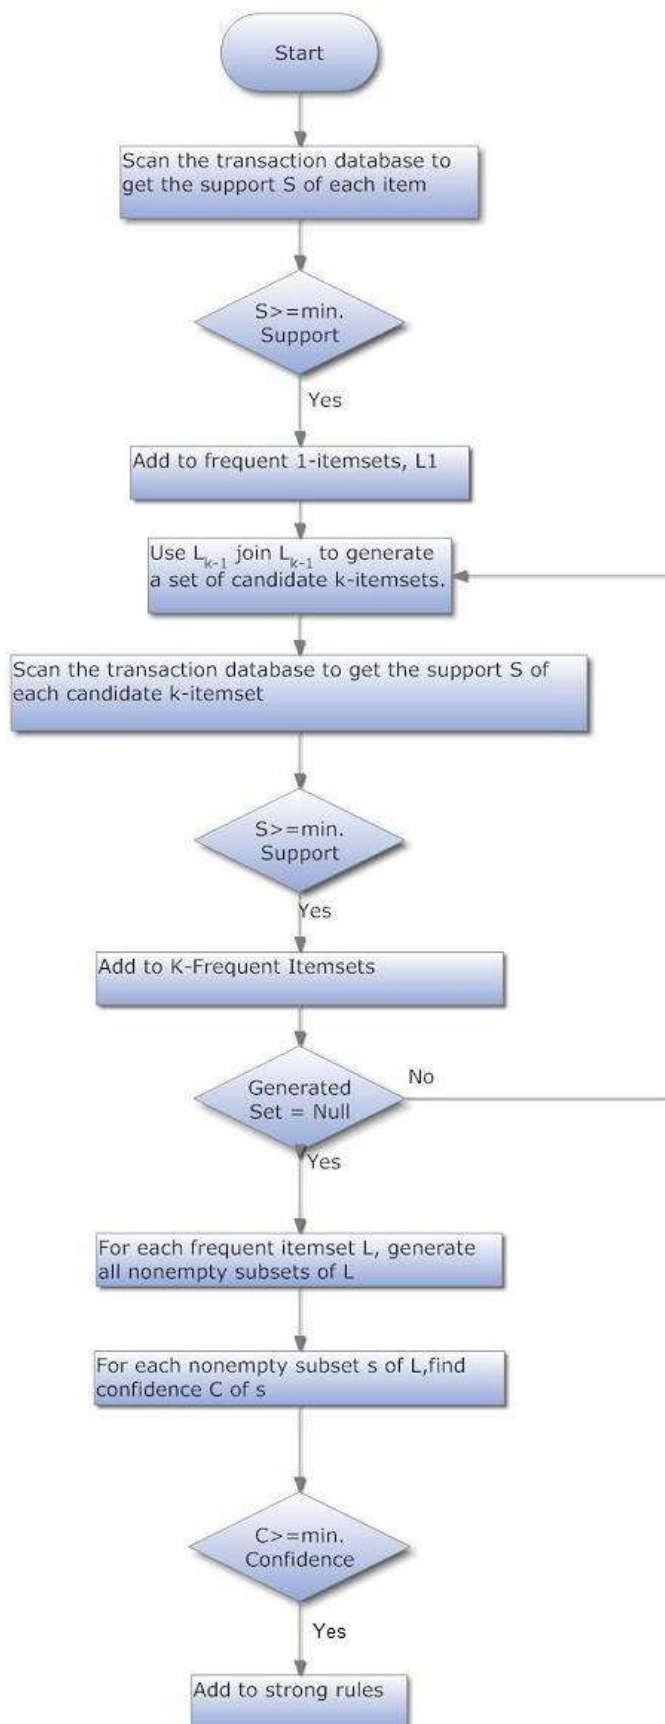 Start
Scan the transaction database to
get the support S of each item
S>=min.
Support
Yes
Add to frequent 1-itemsets, L1
Use Lk-1 join Lk-1 to generate
a set of candidate k-itemsets.
Scan the transaction database to get the support S of
each candidate k-itemset
S>=min.
Support
Yes
Add to K-Frequent Itemsets
Generated
Set = Null
No
Yes
For each frequent itemset L, generate
all nonempty subsets of L
For each nonempty subset s of L,find
confidence C of s
C>=min.
Confidence
Yes
Add to strong rules